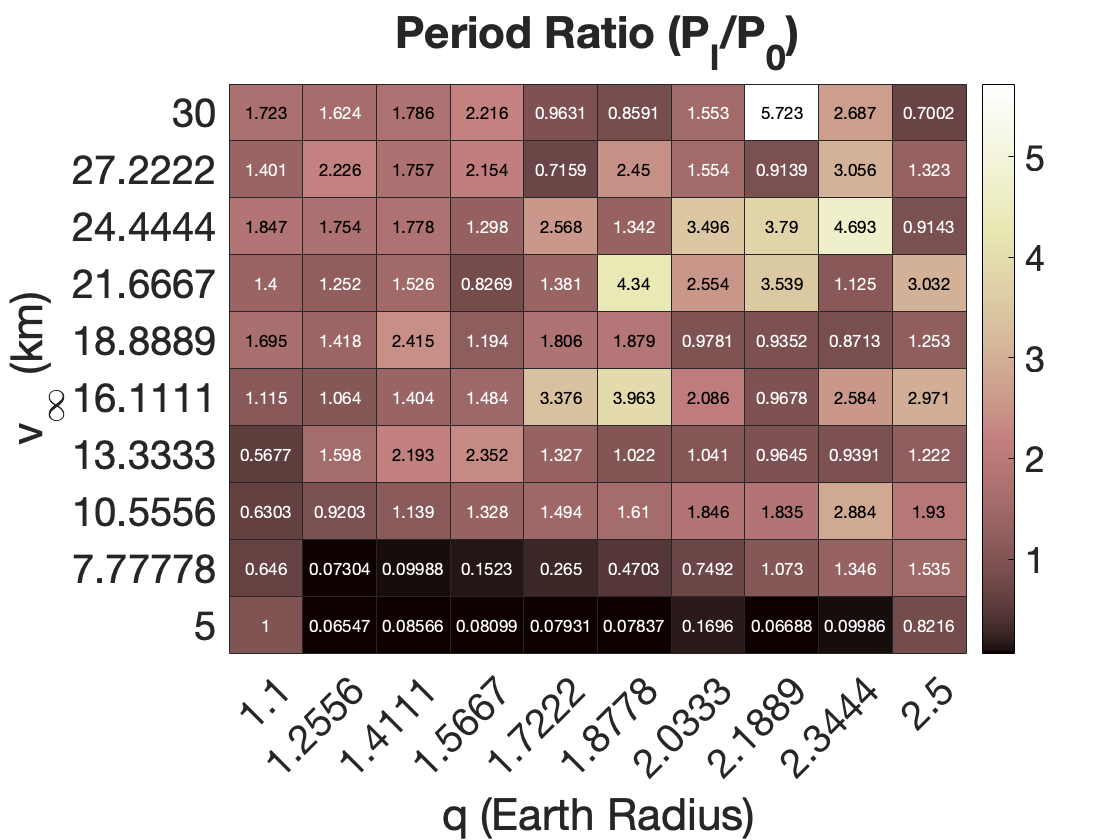 Period Ratio (P_I/P_0)
30 1.723 1.624 1.786 2.216 0.9631 0.8591 1.553 5.723 2.687 0.7002
27.2222 1.401 2.226 1.757 2.154 0.7159 2.45 1.554 0.9139 3.056 1.323 5
24.4444 1.847 1.754 1.778 1.298 2.568 1.342 3.496 3.79 4.693 0.9143 4
21.6667 1.4 1.252 1.526 0.8269 1.381 4.34 2.554 3.539 1.125 3.032
18.8889 1.695 1.418 2.415 1.194 1.806 1.879 0.9781 0.9352 0.8713 1.253 3
16.1111 1.115 1.064 1.404 1.484 3.376 3.963 2.086 0.9678 2.584 2.971
13.3333 0.5677 1.598 2.193 2.352 1.327 1.022 1.041 0.9645 0.9391 1.222 2
10.5556 0.6303 0.9203 1.139 1.328 1.494 1.61 1.846 1.835 2.884 1.93
7.77778 0.646 0.07304 0.09988 0.1523 0.265 0.4703 0.7492 1.073 1.346 1.535 1
5 1 0.06547 0.08566 0.08099 0.07931 0.07837 0.1696 0.06688 0.09986 0.8216
v_∞ (km)
1.1 1.2556 1.4111 1.5667 1.7222 1.8778 2.0333 2.1889 2.3444 2.5
q (Earth Radius)